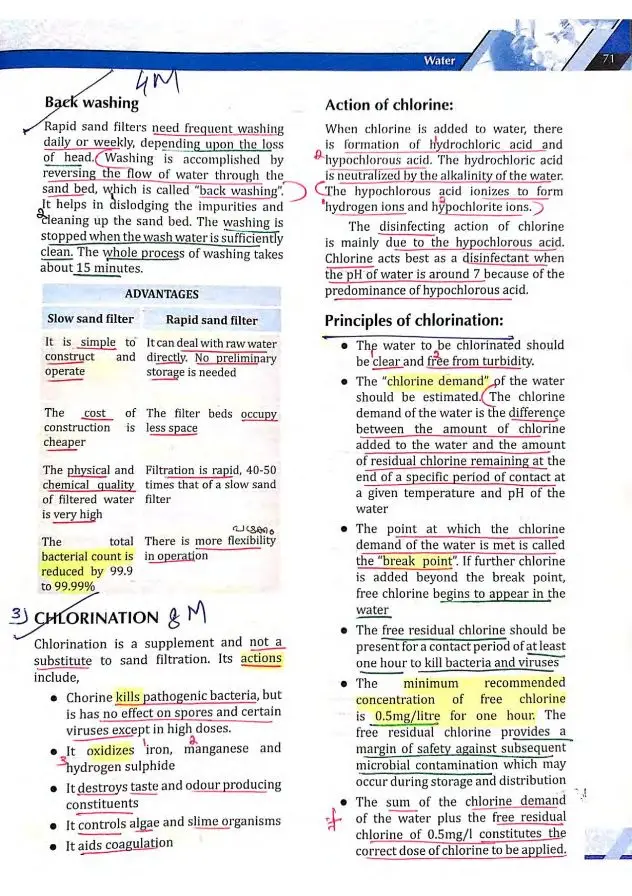 Water
71
4M
Back washing
Rapid sand filters need frequent washing
daily or weekly, depending upon the loss
of head. Washing is accomplished by
reversing the flow of water through the
sand bed, which is called "back washing".
It helps in dislodging the impurities and
cleaning up the sand bed. The washing is
stopped when the wash water is sufficiently
clean. The whole process of washing takes
about 15 minutes.
ADVANTAGES
Slow sand filter Rapid sand filter
It is simple to It can deal with raw water
construct and directly. No preliminary
operate storage is needed
The cost of The filter beds occupy
construction is less space
cheaper
The physical and Filtration is rapid, 40-50
chemical quality times that of a slow sand
of filtered water filter
is very high
The total There is more flexibility
bacterial count is in operation
reduced by 99.9
to 99.99%
3) CHLORINATION 8M
Chlorination is a supplement and not a
substitute to sand filtration. Its actions
include,
• Chorine kills pathogenic bacteria, but
is has no effect on spores and certain
viruses except in high doses.
• It oxidizes iron, manganese and
hydrogen sulphide
• It destroys taste and odour producing
constituents
• It controls algae and slime organisms
• It aids coagulation
Action of chlorine:
When chlorine is added to water, there
is formation of hydrochloric acid and
hypochlorous acid. The hydrochloric acid
is neutralized by the alkalinity of the water.
The hypochlorous acid ionizes to form
hydrogen ions and hypochlorite ions.
The disinfecting action of chlorine
is mainly due to the hypochlorous acid.
Chlorine acts best as a disinfectant when
the pH of water is around 7 because of the
predominance of hypochlorous acid.
Principles of chlorination:
• The water to be chlorinated should
be clear and free from turbidity.
• The "chlorine demand" of the water
should be estimated. The chlorine
demand of the water is the difference
between the amount of chlorine
added to the water and the amount
of residual chlorine remaining at the
end of a specific period of contact at
a given temperature and pH of the
water
• The point at which the chlorine
demand of the water is met is called
the "break point". If further chlorine
is added beyond the break point,
free chlorine begins to appear in the
water
• The free residual chlorine should be
present for a contact period of at least
one hour to kill bacteria and viruses
• The minimum recommended
concentration of free chlorine
is 0.5mg/litre for one hour. The
free residual chlorine provides a
margin of safety against subsequent
microbial contamination which may
occur during storage and distribution
• The sum of the chlorine demand
of the water plus the free residual
chlorine of 0.5mg/l constitutes the
correct dose of chlorine to be applied.